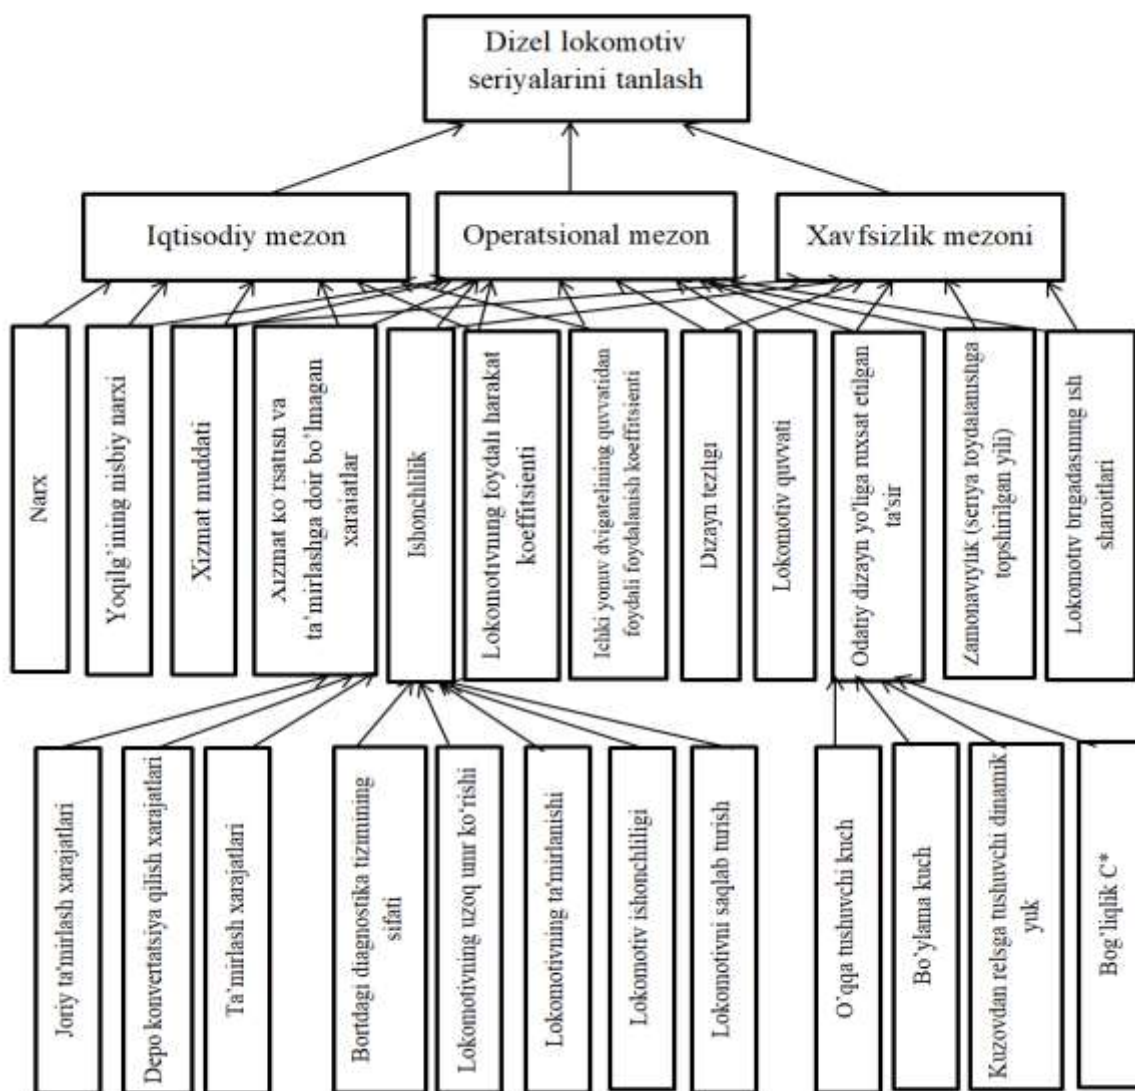 Dizel lokomotiv
seriyalarini tanlash
Iqtisodiy mezon
Operatsional mezon
Xavfsizlik mezoni
Narx
Yoqilg'ining nisbiy narxi
Xizmat muddati
Xizmat ko'rsatish va
ta'mirlashga doir bo'lmagan
xarajatlar
Ishonchlilik
Lokomotivning foydali harakat
koeffitsienti
Ichki yonuv dvigatelining quvvatidan
foydali foydalanish koeffitsienti
Dizayn tezligi
Lokomotiv quvvati
Odatiy dizayn yo'liga ruxsat etilgan
ta'sir
Zamonaviylik (seriya foydalanishga
topshirilgan yili)
Lokomotiv brigadasining ish
sharoitlari
Joriy ta'mirlash xarajatlari
Depo konvertatsiya qilish xarajatlari
Ta'mirlash xarajatlari
Bortdagi diagnostika tizimining
sifati
Lokomotivning uzoq umr ko'rishi
Lokomotivning ta'mirlanishi
Lokomotiv ishonchliligi
Lokomotivni saqlab turish
O'qqa tushuvchi kuch
Bo'ylama kuch
Kuzovdan relsga tushuvchi dinamik
yuk
Bog'liqlik C*